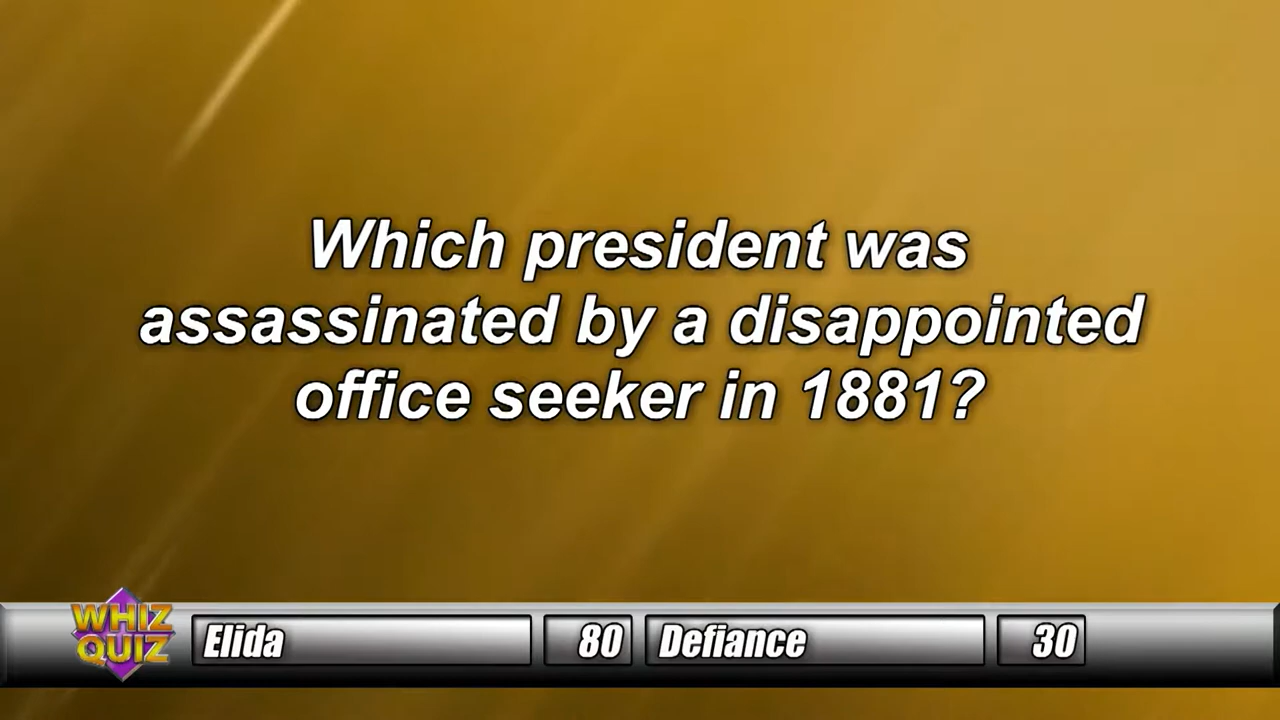 Which president was
assassinated by a disappointed
office seeker in 1881?
WHIZ
QUIZ
Elida 80 Defiance 30